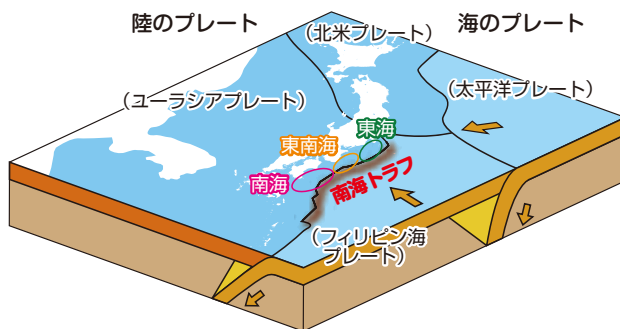 陸のプレート
海のプレート
(北米プレート)
(太平洋プレート)
(ユーラシアプレート)
東海
東南海
南海
南海トラフ
(フィリピン海
プレート)